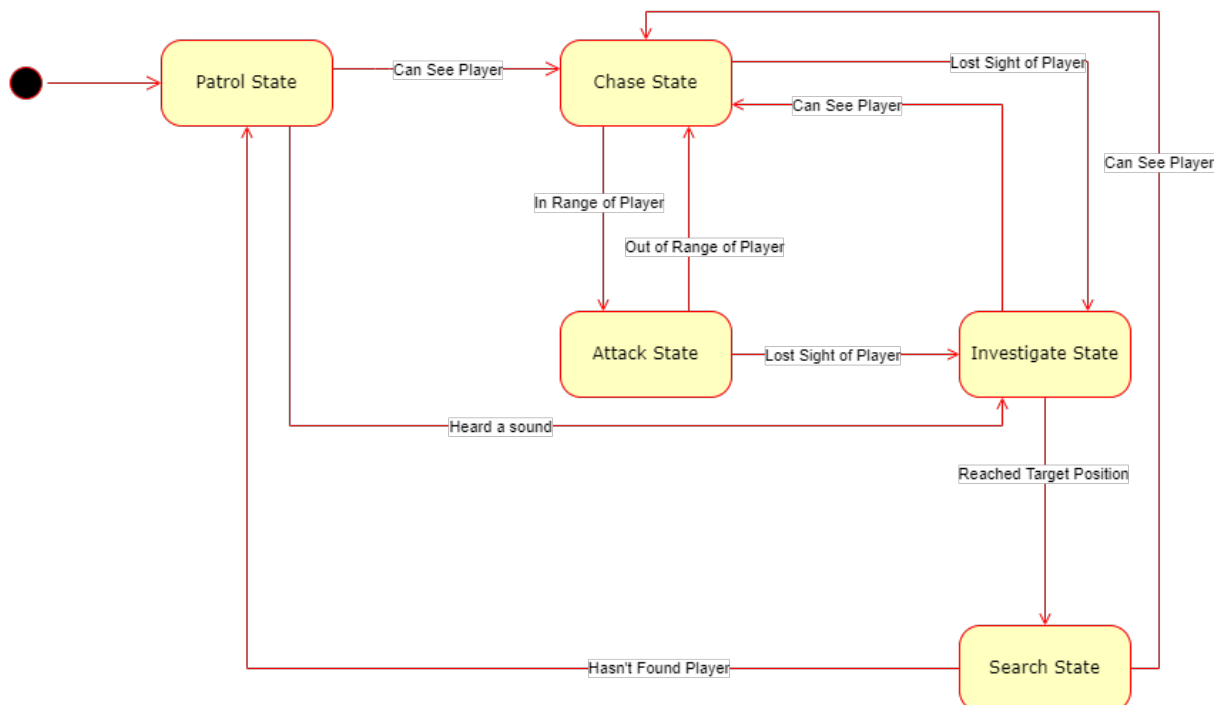 Patrol State
Can See Player
Chase State
Lost Sight of Player
Can See Player
Can See Player
In Range of Player
Out of Range of Player
Attack State
Lost Sight of Player
Investigate State
Heard a sound
Reached Target Position
Hasn't Found Player
Search State